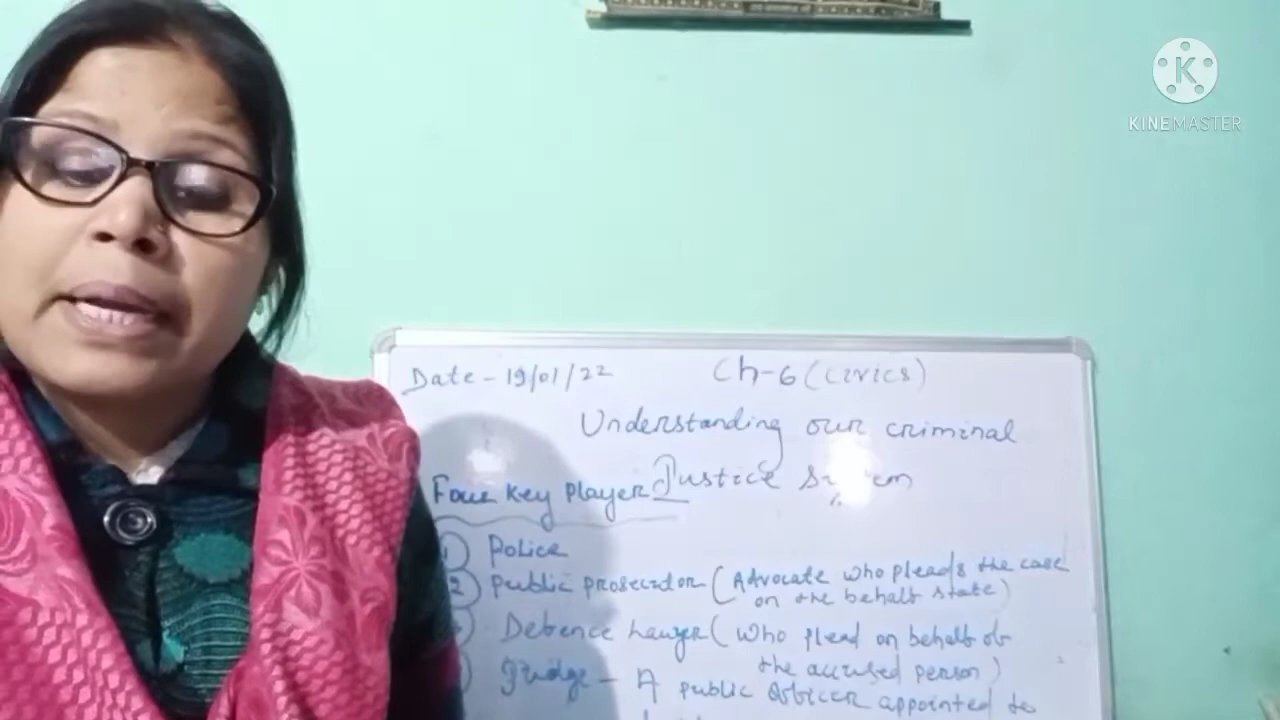 KINEMASTER
Date - 19/01/22 Ch-6 (civics)
Understanding our criminal
Justice System
Four Key Player
1 Police
2 Public prosecutor (Advocate who pleads the case
on the behalf state)
Defence Lawyer (who plead on behalf of
the accused person)
Judge - A public officer appointed to